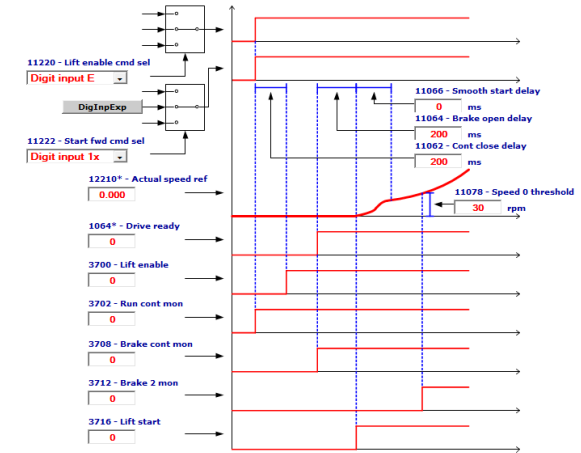 11220 - Lift enable cmd sel
Digit input E
DigInpExp
11222 - Start fwd cmd sel
Digit input 1x
11066 - Smooth start delay
0 ms
11064 - Brake open delay
200 ms
11062 - Cont close delay
200 ms
12210* - Actual speed ref
0.000
11078 - Speed 0 threshold
30 rpm
1064* - Drive ready
0
3700 - Lift enable
0
3702 - Run cont mon
0
3708 - Brake cont mon
0
3712 - Brake 2 mon
0
3716 - Lift start
0